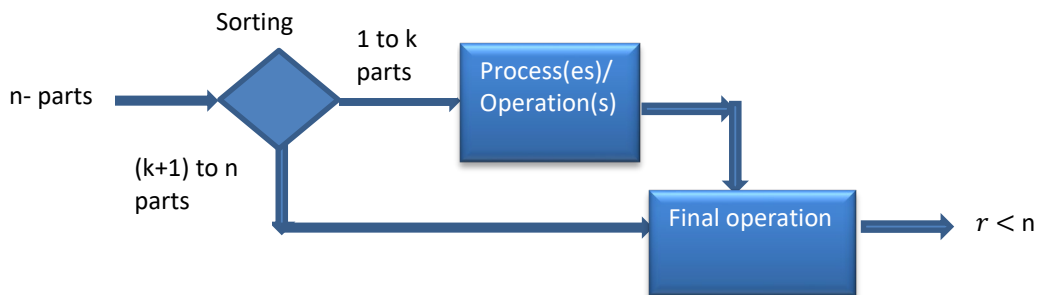 Sorting
n- parts
1 to k
parts
Process(es)/
Operation(s)
(k+1) to n
parts
Final operation
r < n